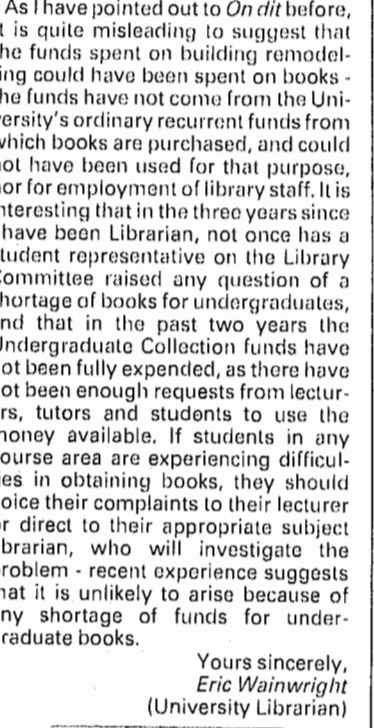 As I have pointed out to On dit before,
t is quite misleading to suggest that
he funds spent on building remodel-
ing could have been spent on books -
he funds have not come from the Uni-
ersity's ordinary recurrent funds from
which books are purchased, and could
ot have been used for that purpose,
or for employment of library staff. It is
nteresting that in the three years since
have been Librarian, not once has a
tudent representative on the Library
Committee raised any question of a
hortage of books for undergraduates,
nd that in the past two years the
Undergraduate Collection funds have
ot been fully expended, as there have
ot been enough requests from lectur-
rs, tutors and students to use the
money available. If students in any
ourse area are experiencing difficul-
ies in obtaining books, they should
oice their complaints to their lecturer
r direct to their appropriate subject
brarian, who will investigate the
roblem - recent experience suggests
hat it is unlikely to arise because of
ny shortage of funds for under-
raduate books.
Yours sincerely,
Eric Wainwright
(University Librarian)